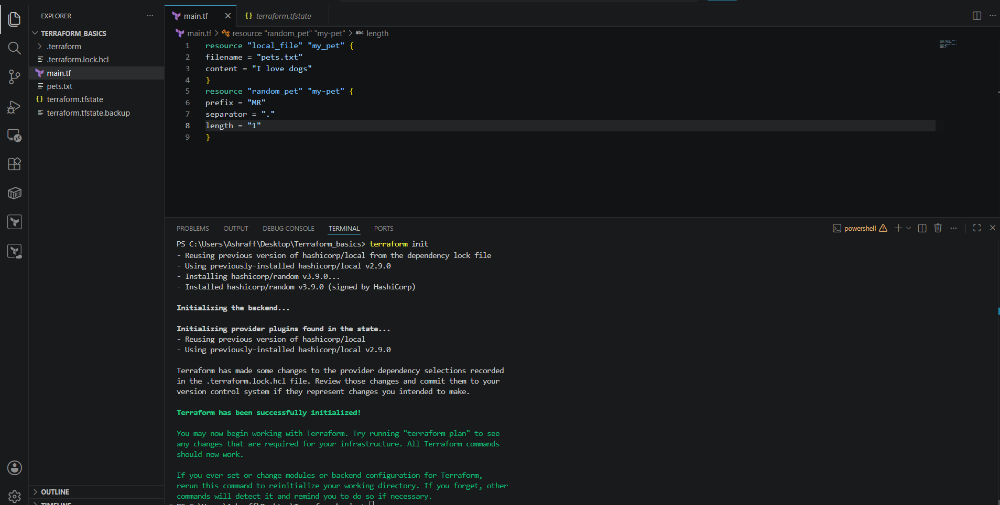 EXPLORER
TERRAFORM_BASICS
.terraform
.terraform.lock.hcl
main.tf
pets.txt
terraform.tfstate
terraform.tfstate.backup
OUTLINE
TIMELINE
main.tf
terraform.tfstate
main.tf > resource "random_pet" "my-pet" > abc length
1 resource "local_file" "my_pet" {
2 filename = "pets.txt"
3 content = "I love dogs"
4 }
5 resource "random_pet" "my-pet" {
6 prefix = "MR"
7 separator = "."
8 length = "1"
9 }
PROBLEMS OUTPUT DEBUG CONSOLE TERMINAL PORTS
powershell
PS C:\Users\Ashraff\Desktop\Terraform_basics> terraform init
- Reusing previous version of hashicorp/local from the dependency lock file
- Using previously-installed hashicorp/local v2.9.0
- Installing hashicorp/random v3.9.0...
- Installed hashicorp/random v3.9.0 (signed by HashiCorp)
Initializing the backend...
Initializing provider plugins found in the state...
- Reusing previous version of hashicorp/local
- Using previously-installed hashicorp/local v2.9.0
Terraform has made some changes to the provider dependency selections recorded
in the .terraform.lock.hcl file. Review those changes and commit them to your
version control system if they represent changes you intended to make.
Terraform has been successfully initialized!
You may now begin working with Terraform. Try running "terraform plan" to see
any changes that are required for your infrastructure. All Terraform commands
should now work.
If you ever set or change modules or backend configuration for Terraform,
rerun this command to reinitialize your working directory. If you forget, other
commands will detect it and remind you to do so if necessary.
PS C:\Users\Ashraff\Desktop\Terraform_basics>